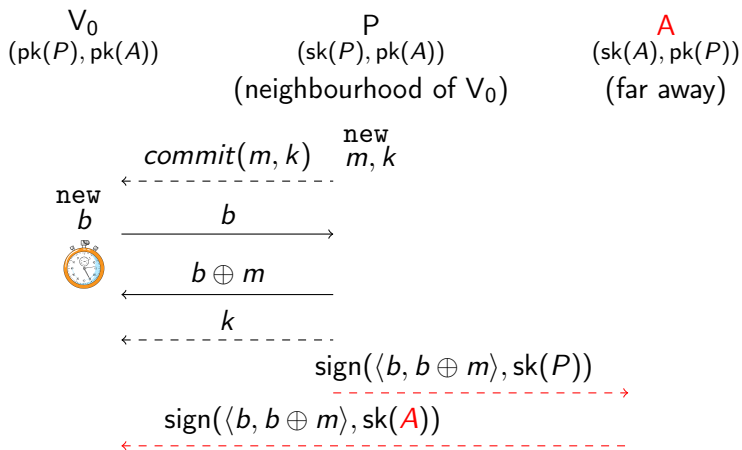 V₀ P A
(pk(P), pk(A)) (sk(P), pk(A)) (sk(A), pk(P))
(neighbourhood of V₀) (far away)
new
commit(m, k) m, k
new
b b
b ⊕ m
k
sign(⟨b, b ⊕ m⟩, sk(P))
sign(⟨b, b ⊕ m⟩, sk(A))